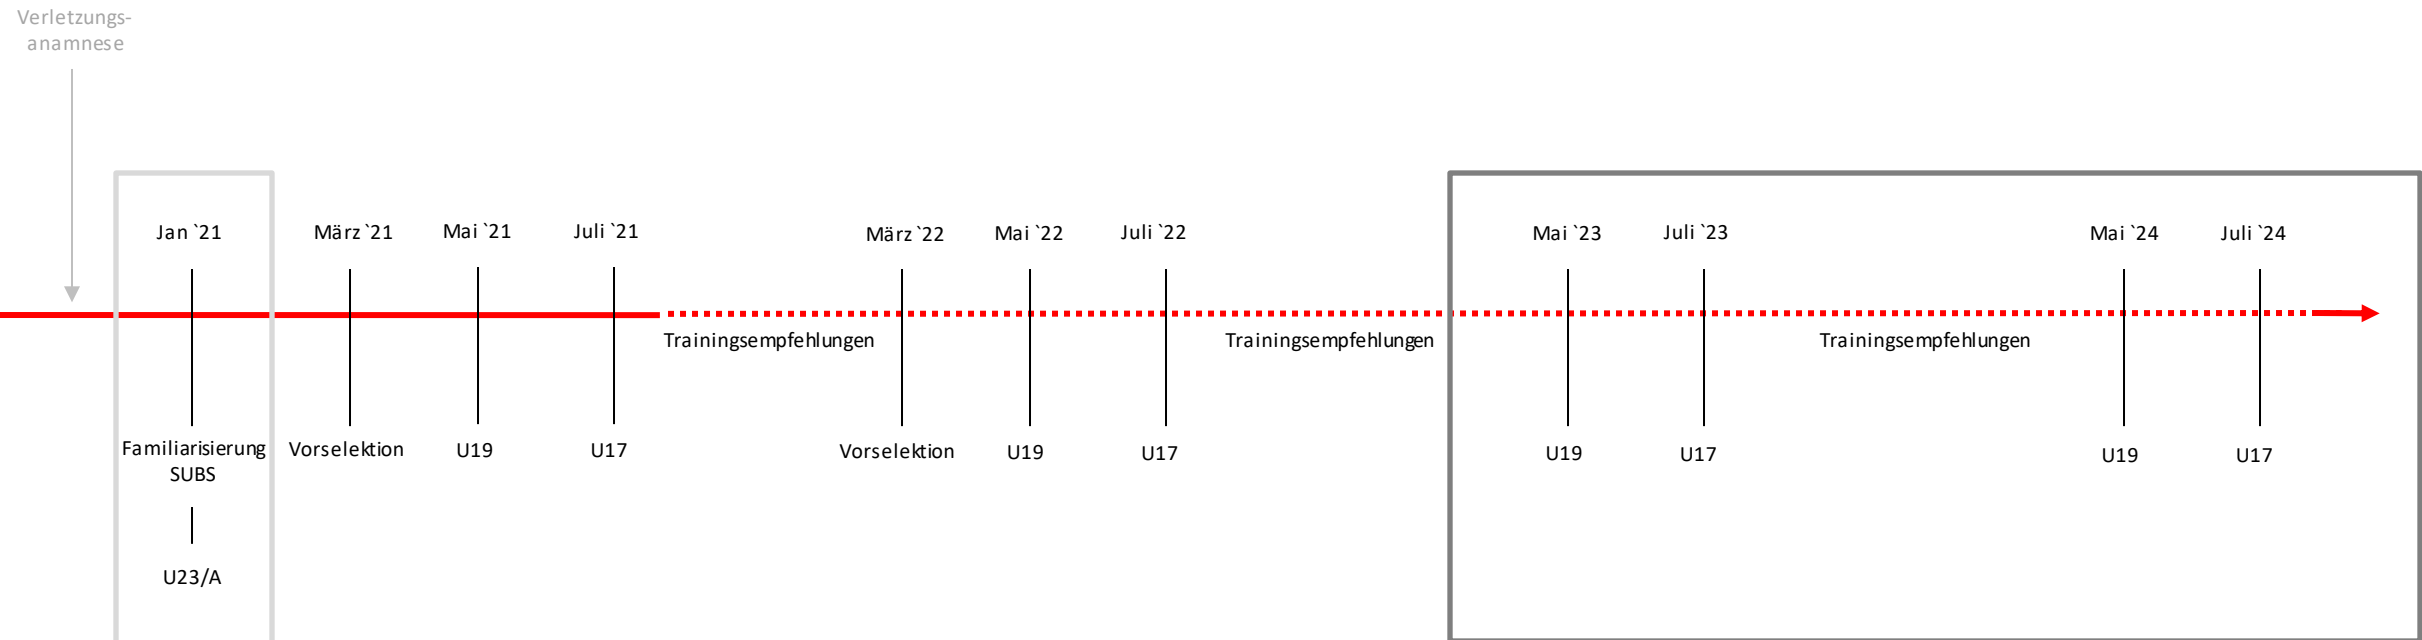 Verletzungs-
anamnese
Jan `21
März `21
Mai `21
Juli `21
März `22
Mai `22
Juli `22
Mai `23
Juli `23
Mai `24
Juli `24
Trainingsempfehlungen
Trainingsempfehlungen
Trainingsempfehlungen
Familiarisierung
SUBS
Vorselektion
U19
U17
Vorselektion
U19
U17
U19
U17
U19
U17
U23/A